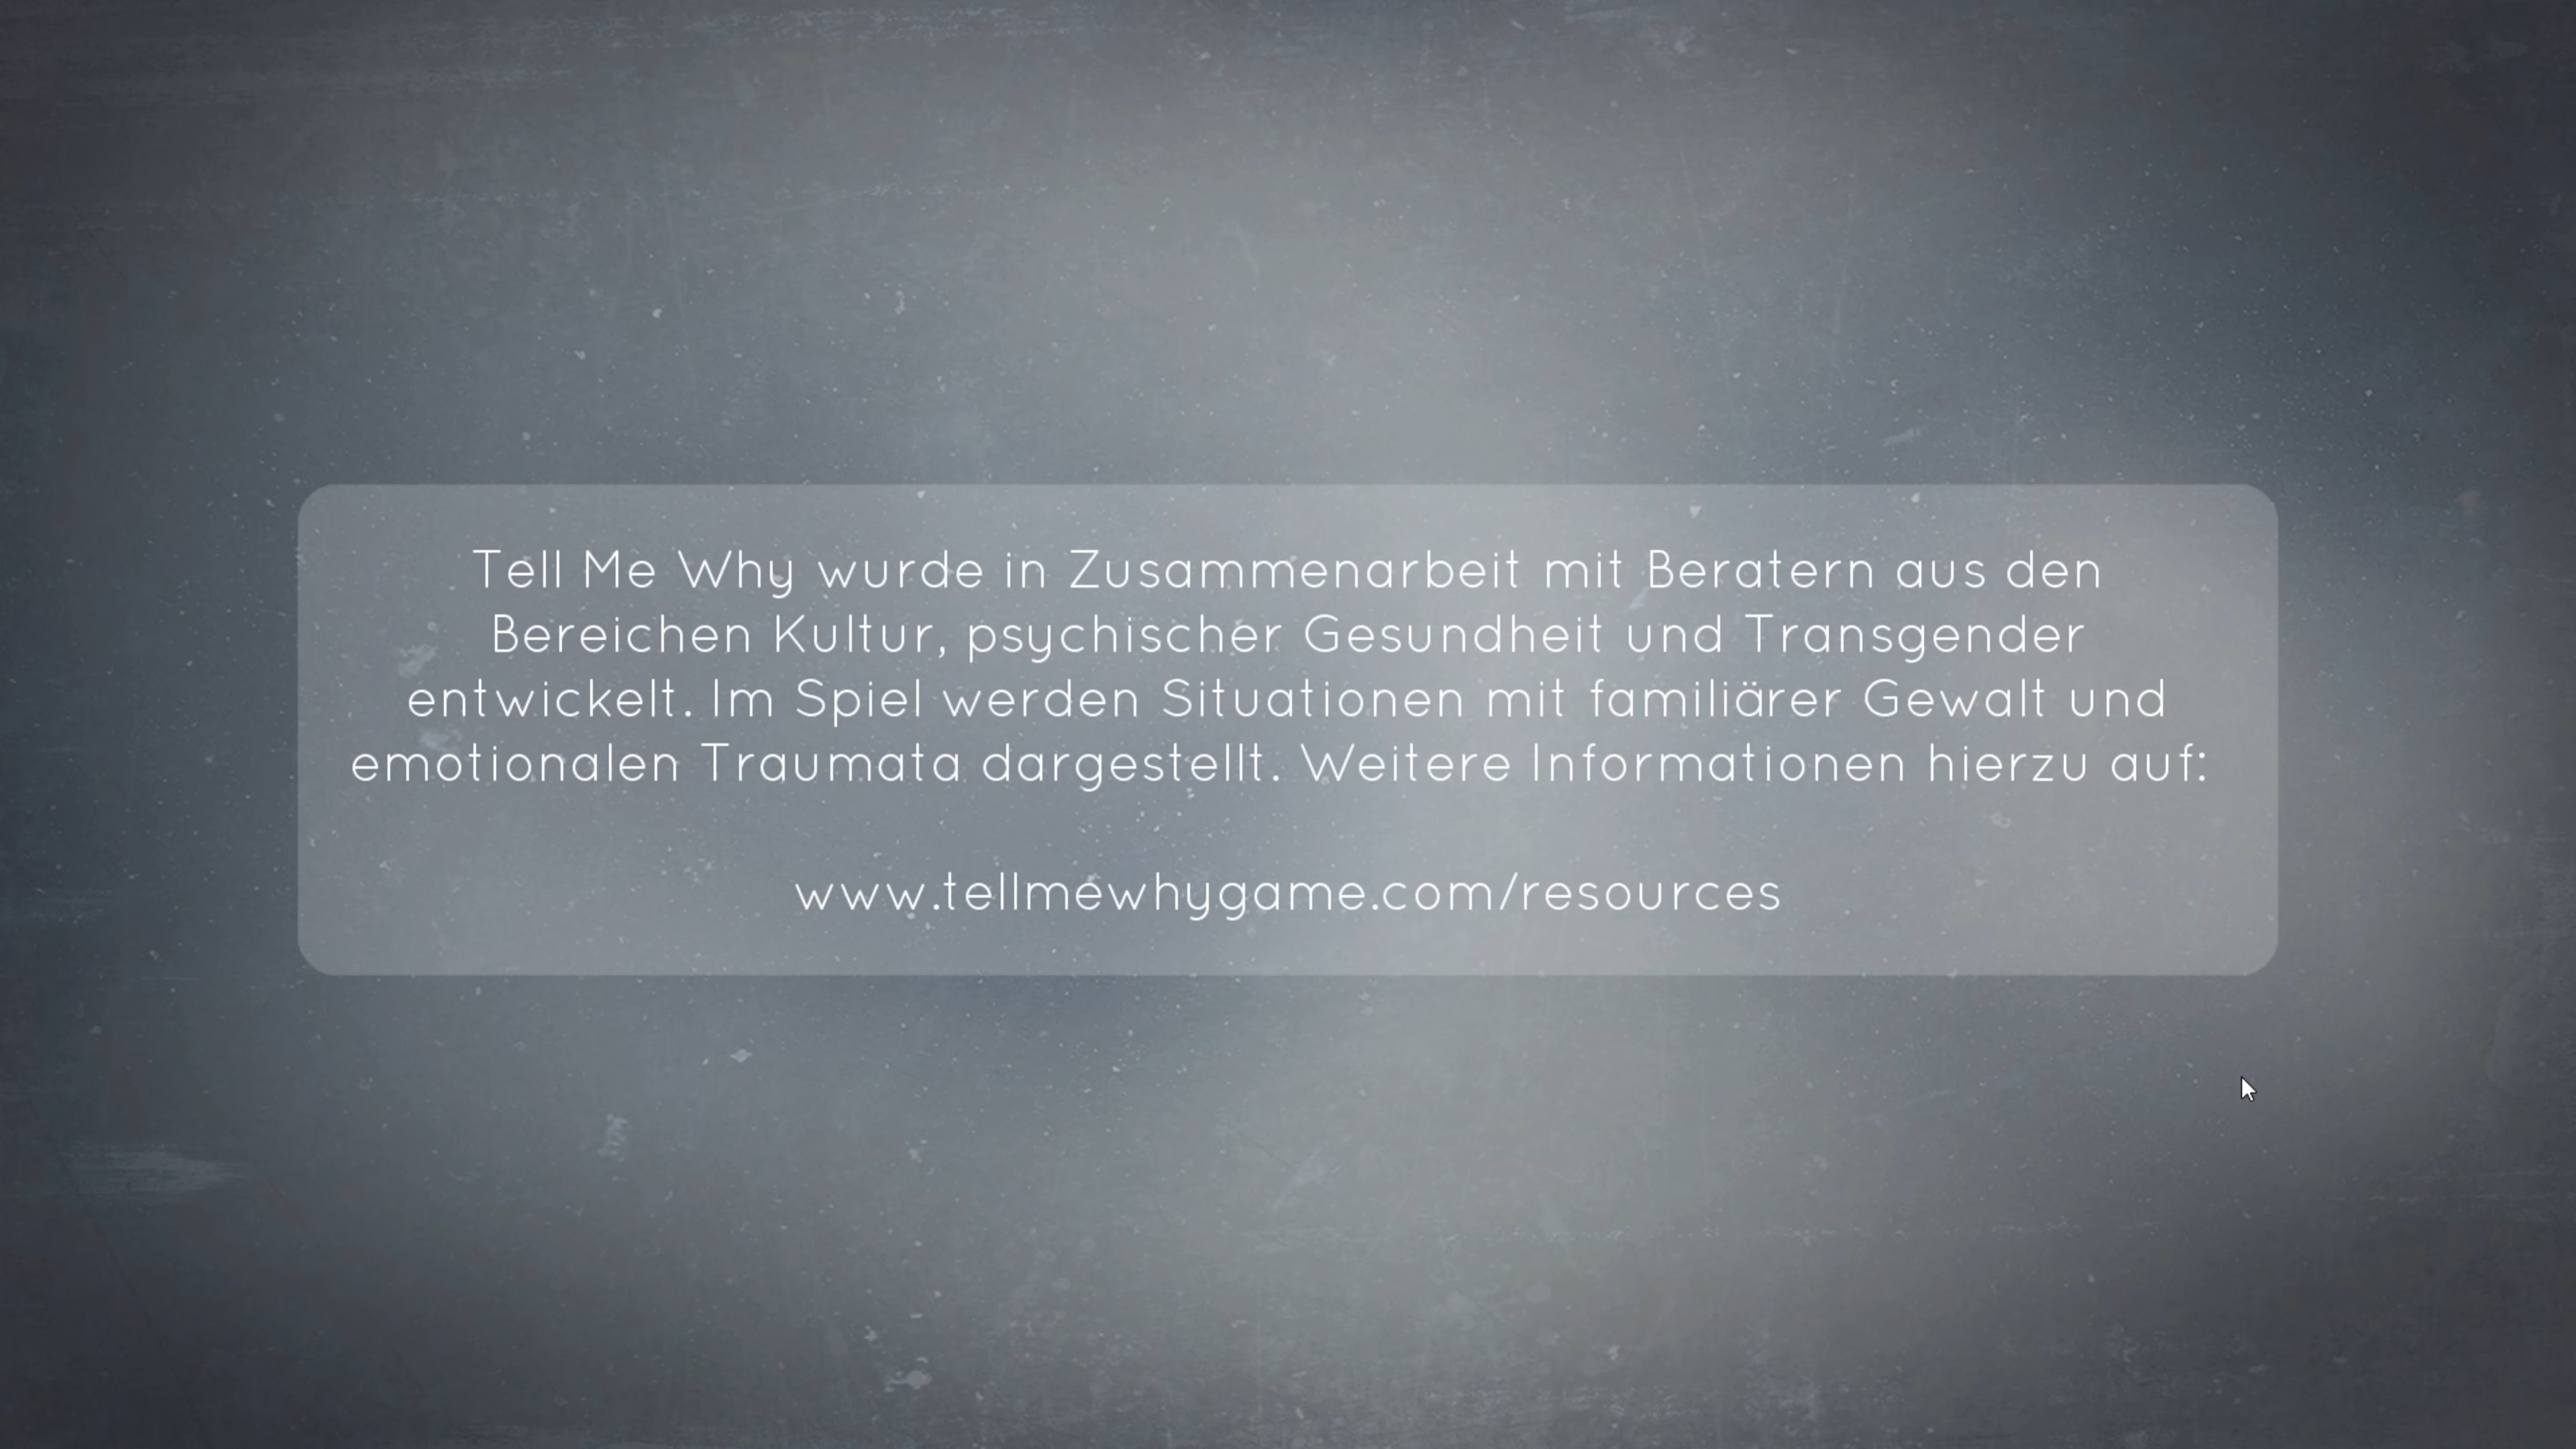 Tell Me Why wurde in Zusammenarbeit mit Beratern aus den
Bereichen Kultur, psychischer Gesundheit und Transgender
entwickelt. Im Spiel werden Situationen mit familiärer Gewalt und
emotionalen Traumata dargestellt. Weitere Informationen hierzu auf:
www.tellmewhygame.com/resources